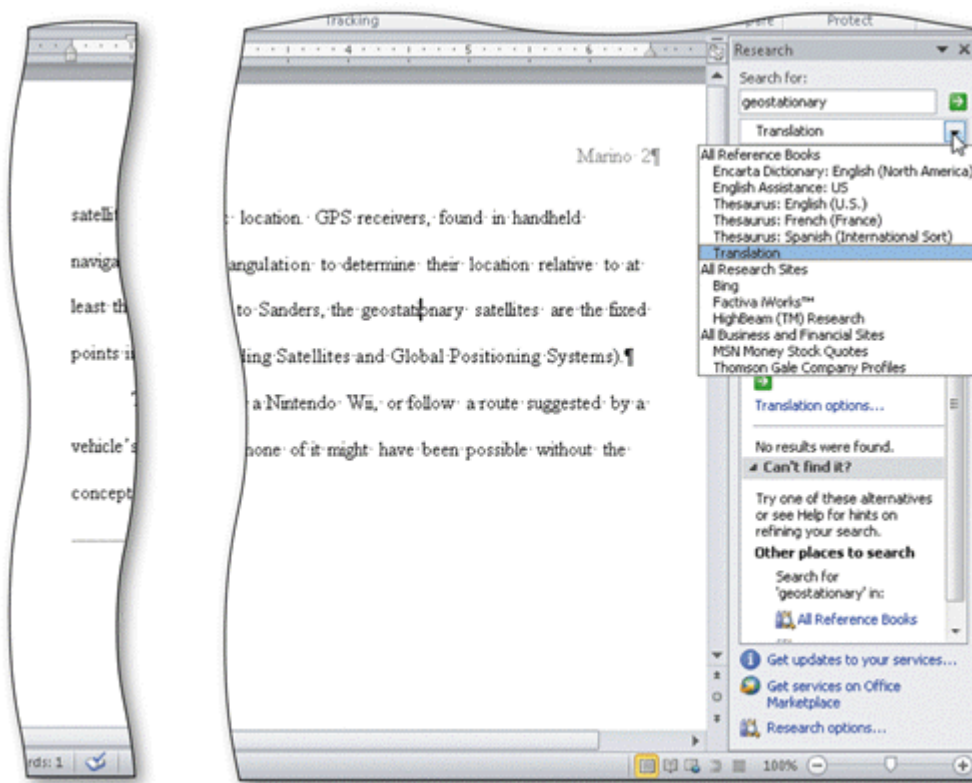 Tracking
Protect
4 5 6
Research
Search for:
geostationary
Translation
Marino 2¶
All Reference Books
Encarta Dictionary: English (North America)
English Assistance: US
Thesaurus: English (U.S.)
Thesaurus: French (France)
Thesaurus: Spanish (International Sort)
Translation
All Research Sites
Bing
Factiva iWorks™
HighBeam (TM) Research
All Business and Financial Sites
MSN Money Stock Quotes
Thomson Gale Company Profiles
location. GPS receivers, found in handheld
to determine their location relative to at
least to Sanders, the geostationary satellites are the fixed
points Satellites and Global Positioning Systems).¶
a Nintendo Wii, or follow a route suggested by a
vehicle's none of it might have been possible without the
concept
Translation options...
No results were found.
Can't find it?
Try one of these alternatives
or see Help for hints on
refining your search.
Other places to search
Search for
'geostationary' in:
All Reference Books
Get updates to your services...
Get services on Office
Marketplace
Research options...
rds: 1
100%